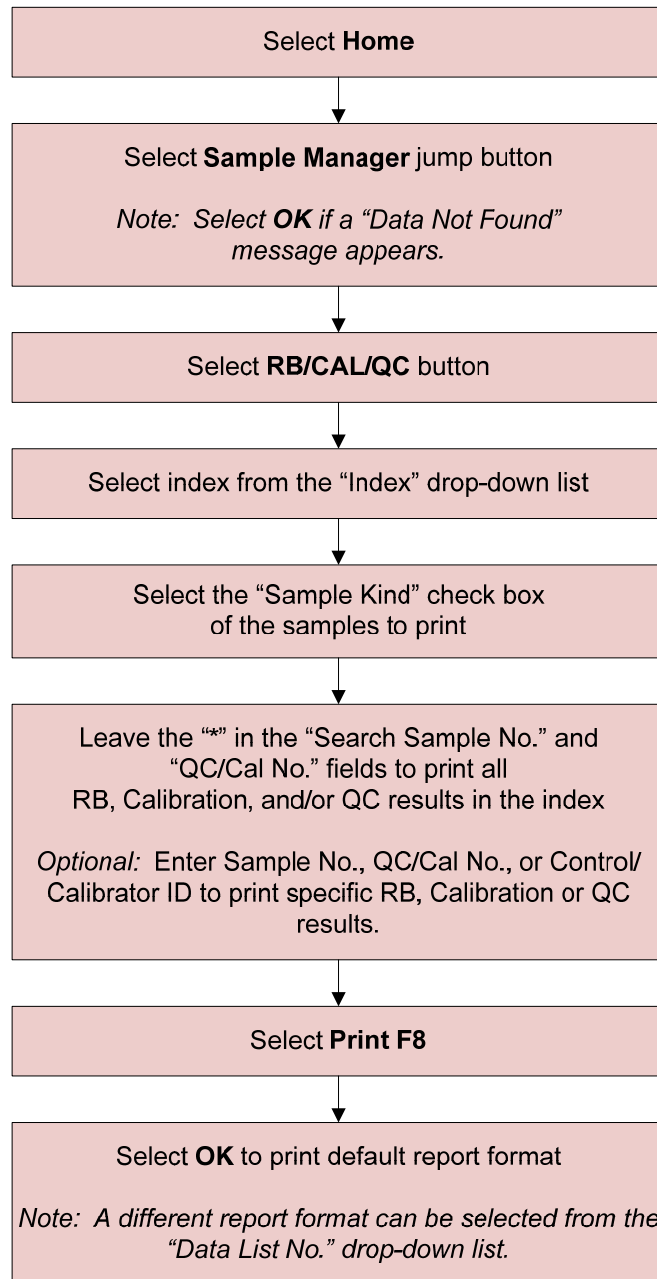 Select Home
Select Sample Manager jump button
Note: Select OK if a “Data Not Found”
message appears.
Select RB/CAL/QC button
Select index from the “Index” drop-down list
Select the “Sample Kind” check box
of the samples to print
Leave the “*” in the “Search Sample No.” and
“QC/Cal No.” fields to print all
RB, Calibration, and/or QC results in the index
Optional: Enter Sample No., QC/Cal No., or Control/
Calibrator ID to print specific RB, Calibration or QC
results.
Select Print F8
Select OK to print default report format
Note: A different report format can be selected from the
“Data List No.” drop-down list.